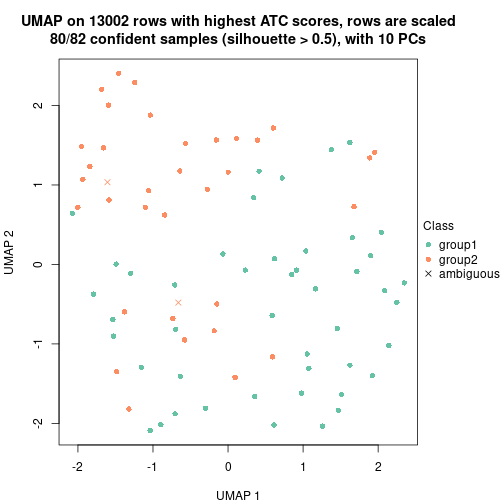 UMAP on 13002 rows with highest ATC scores, rows are scaled
80/82 confident samples (silhouette > 0.5), with 10 PCs
2
1
0
-1
-2
UMAP 2
-2
-1
0
1
2
UMAP 1
Class
group1
group2
ambiguous